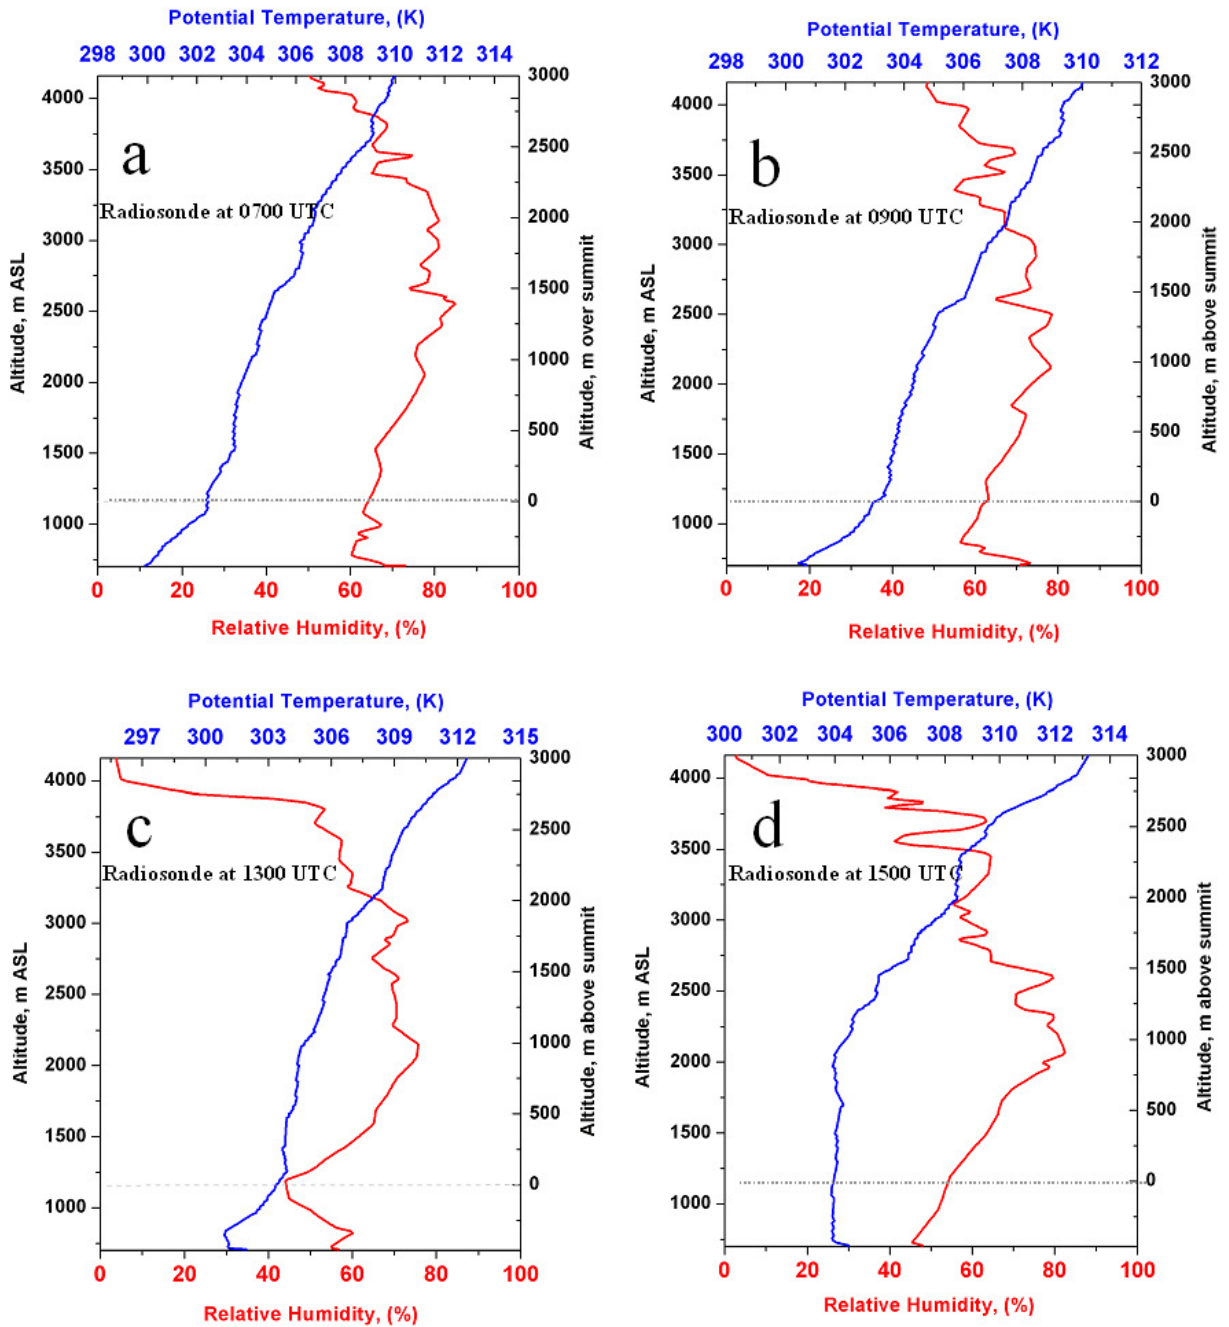 Potential Temperature, (K)
298 300 302 304 306 308 310 312 314
3000
4000
a
2500
3500
Radiosonde at 0700 UTC
2000
3000
1500
2500
1000
2000
500
1500
0
1000
0 20 40 60 80 100
Relative Humidity, (%)
Altitude, m ASL
Altitude, m over summit
Potential Temperature, (K)
298 300 302 304 306 308 310 312
3000
4000
b
2500
3500
Radiosonde at 0900 UTC
2000
3000
1500
2500
1000
2000
500
1500
0
1000
0 20 40 60 80 100
Relative Humidity, (%)
Altitude, m ASL
Altitude, m above summit
Potential Temperature, (K)
297 300 303 306 309 312 315
3000
4000
c
2500
3500
Radiosonde at 1300 UTC
2000
3000
1500
2500
1000
2000
500
1500
0
1000
0 20 40 60 80 100
Relative Humidity, (%)
Altitude, m ASL
Altitude, m above summit
Potential Temperature, (K)
300 302 304 306 308 310 312 314
3000
4000
d
2500
3500
Radiosonde at 1500 UTC
2000
3000
1500
2500
1000
2000
500
1500
0
1000
0 20 40 60 80 100
Relative Humidity, (%)
Altitude, m ASL
Altitude, m above summit